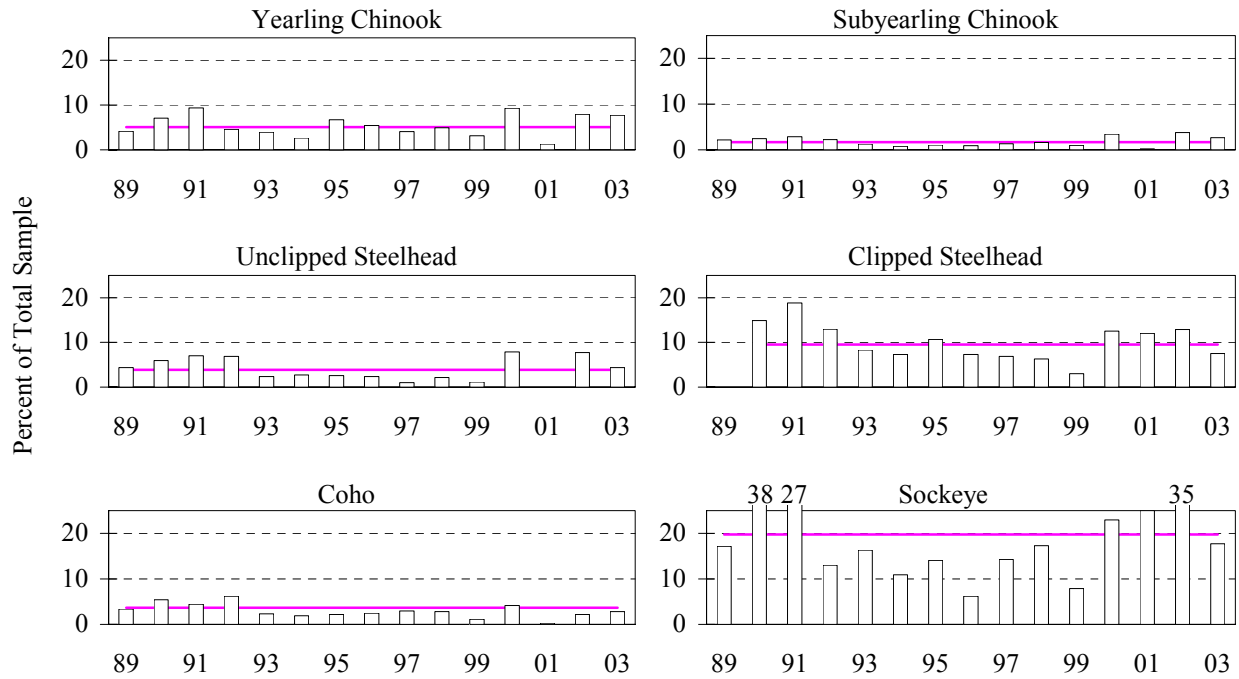 Percent of Total Sample
Yearling Chinook
20
10
0
89 91 93 95 97 99 01 03
Subyearling Chinook
20
10
0
89 91 93 95 97 99 01 03
Unclipped Steelhead
20
10
0
89 91 93 95 97 99 01 03
Clipped Steelhead
20
10
0
89 91 93 95 97 99 01 03
Coho
20
10
0
89 91 93 95 97 99 01 03
38 27 Sockeye 35
20
10
0
89 91 93 95 97 99 01 03